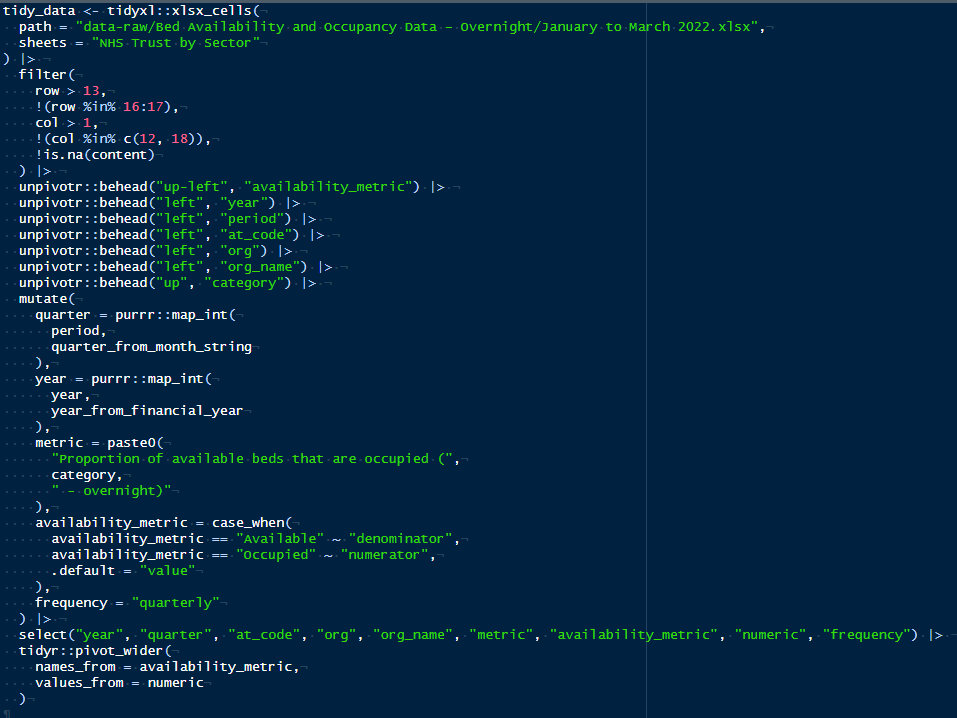 tidy_data <- tidyxl::xlsx_cells(
  path = "data-raw/Bed Availability and Occupancy Data - Overnight/January to March 2022.xlsx",
  sheets = "NHS Trust by Sector"
) |>
  filter(
    row > 13,
    !(row %in% 16:17),
    col > 1,
    !(col %in% c(12, 18)),
    !is.na(content)
  ) |>
  unpivotr::behead("up-left", "availability_metric") |>
  unpivotr::behead("left", "year") |>
  unpivotr::behead("left", "period") |>
  unpivotr::behead("left", "at_code") |>
  unpivotr::behead("left", "org") |>
  unpivotr::behead("left", "org_name") |>
  unpivotr::behead("up", "category") |>
  mutate(
    quarter = purrr::map_int(
      period,
      quarter_from_month_string
    ),
    year = purrr::map_int(
      year,
      year_from_financial_year
    ),
    metric = paste0(
      "Proportion of available beds that are occupied (",
      category,
      " - overnight)"
    ),
    availability_metric = case_when(
      availability_metric == "Available" ~ "denominator",
      availability_metric == "Occupied" ~ "numerator",
      .default = "value"
    ),
    frequency = "quarterly"
  ) |>
  select("year", "quarter", "at_code", "org", "org_name", "metric", "availability_metric", "numeric", "frequency") |>
  tidyr::pivot_wider(
    names_from = availability_metric,
    values_from = numeric
  )